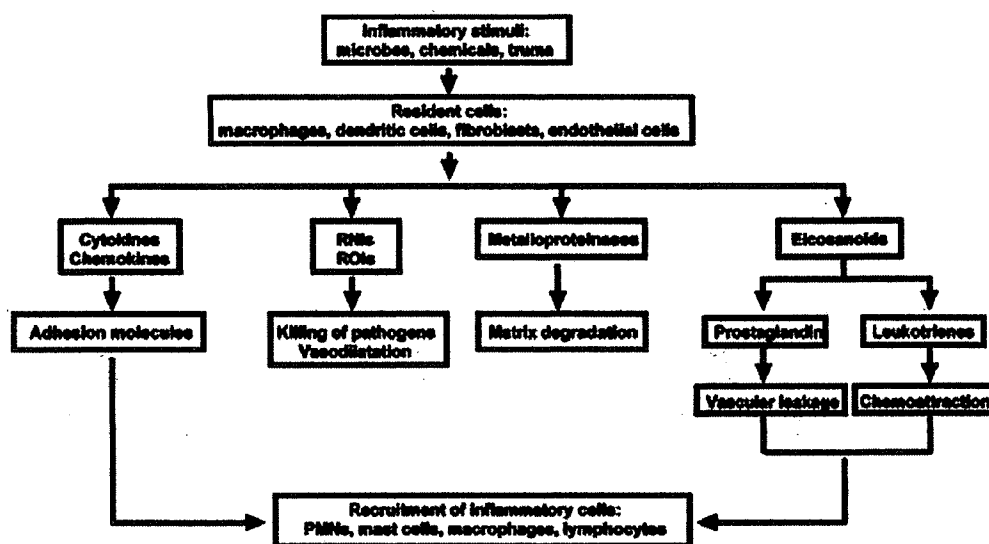 Inflammatory stimuli:
microbes, chemicals, truma
Resident cells:
macrophages, dendritic cells, fibroblasts, endothelial cells
Cytokines
Chemokines
RNIs
ROIs
Metalloproteinases
Eicosanoids
Adhesion molecules
Killing of pathogens
Vasodilatation
Matrix degradation
Prostaglandin
Leukotrienes
Vascular leakage
Chemoattraction
Recruitment of inflammatory cells:
PMNs, mast cells, macrophages, lymphocytes